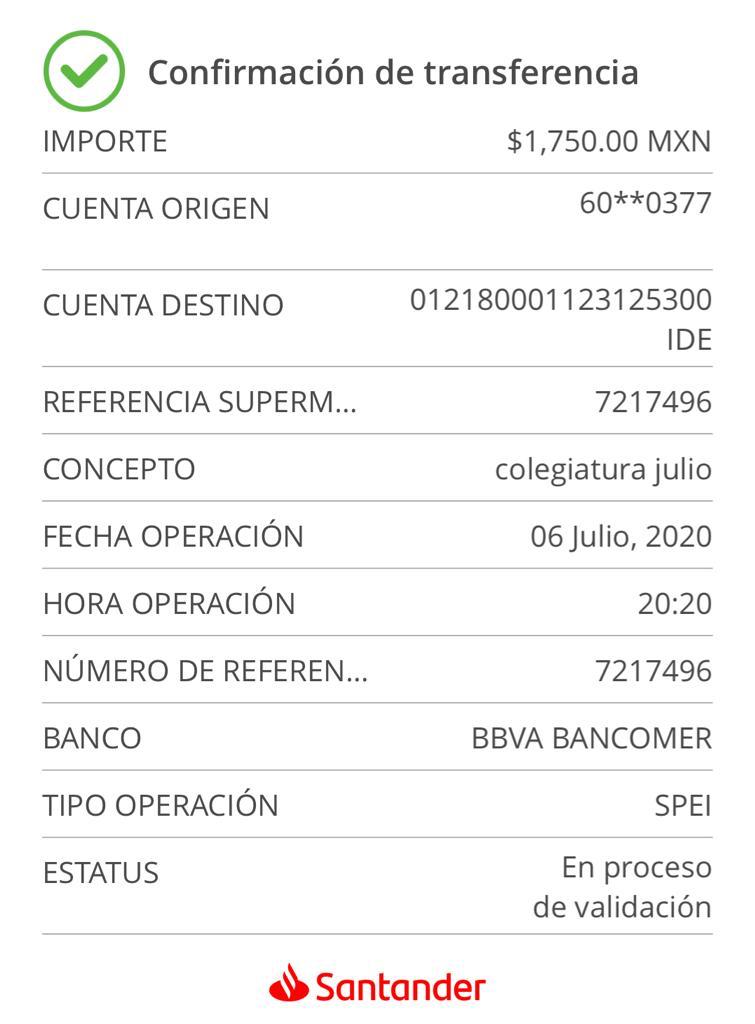 Confirmación de transferencia
IMPORTE $1,750.00 MXN
CUENTA ORIGEN 60**0377
CUENTA DESTINO 012180001123125300
IDE
REFERENCIA SUPERM... 7217496
CONCEPTO colegiatura julio
FECHA OPERACIÓN 06 Julio, 2020
HORA OPERACIÓN 20:20
NÚMERO DE REFEREN... 7217496
BANCO BBVA BANCOMER
TIPO OPERACIÓN SPEI
ESTATUS En proceso
de validación
Santander